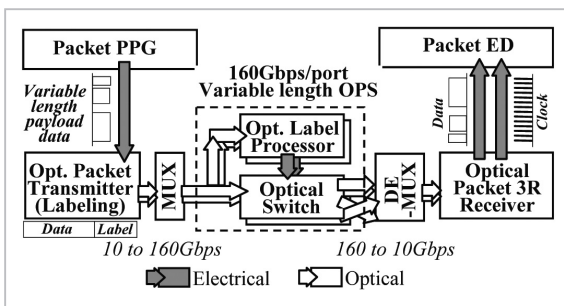 Packet PPG
Packet ED
160Gbps/port
Variable length OPS
Variable
length
payload
data
Data
Clock
Opt. Label
Processor
Opt. Packet
Transmitter
(Labeling)
MUX
Optical
Switch
DE
-MUX
Optical
Packet 3R
Receiver
Data
Label
10 to 160Gbps
160 to 10Gbps
Electrical
Optical